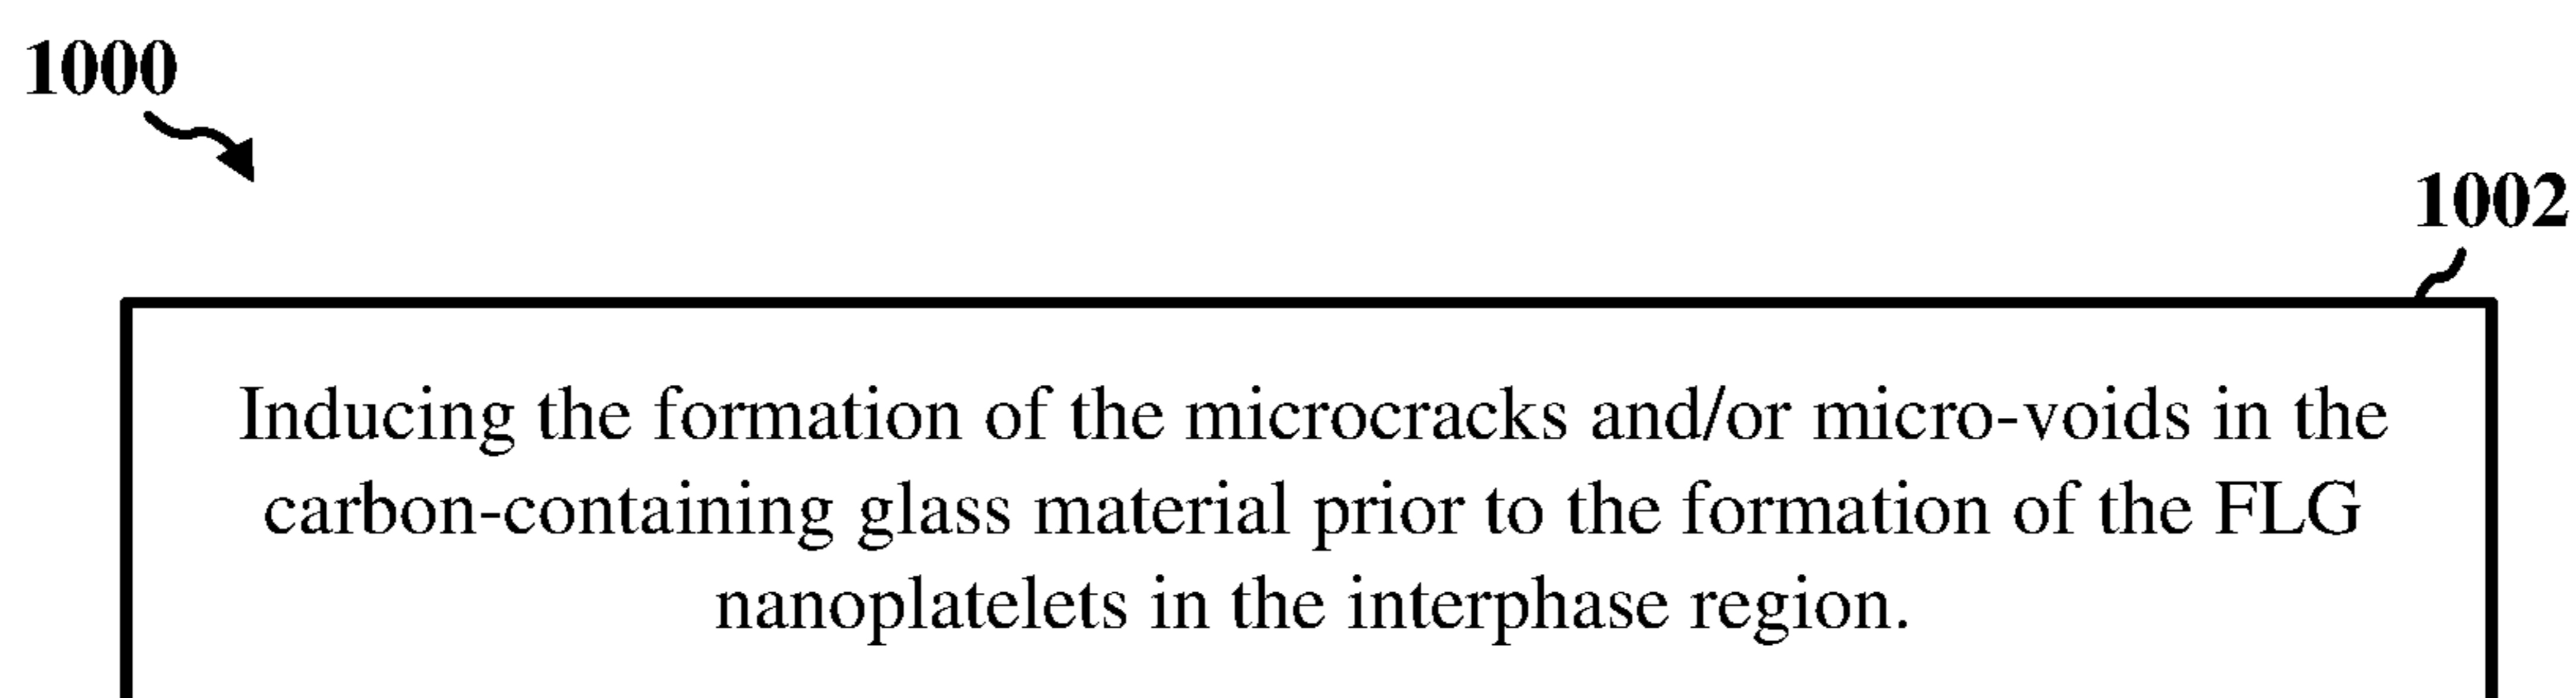 1000
1002
Inducing the formation of the microcracks and/or micro-voids in the
carbon-containing glass material prior to the formation of the FLG
nanoplatelets in the interphase region.